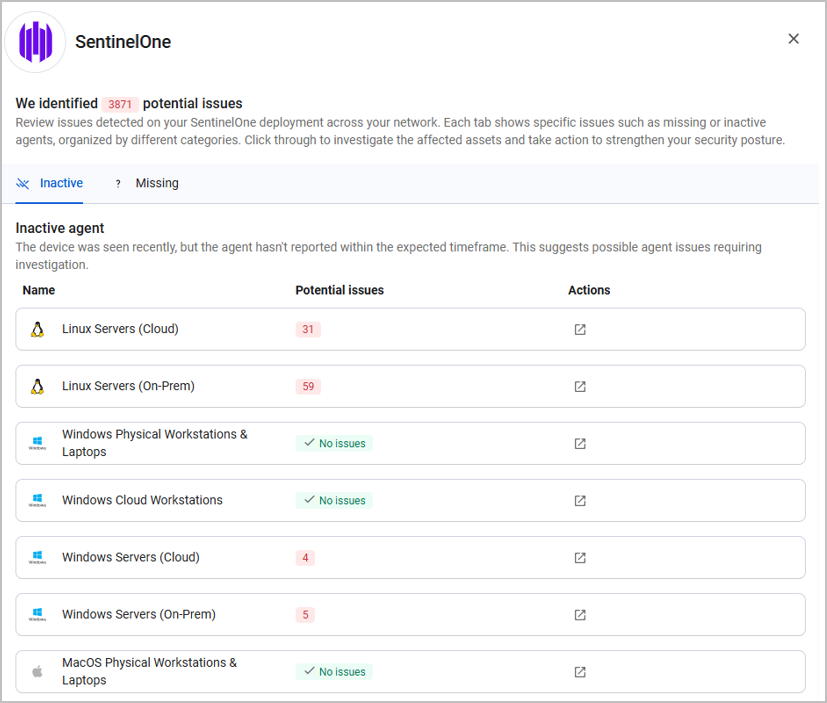 SentinelOne
We identified 3871 potential issues
Review issues detected on your SentinelOne deployment across your network. Each tab shows specific issues such as missing or inactive
agents, organized by different categories. Click through to investigate the affected assets and take action to strengthen your security posture.
Inactive ? Missing
Inactive agent
The device was seen recently, but the agent hasn't reported within the expected timeframe. This suggests possible agent issues requiring
investigation.
Name Potential issues Actions
Linux Servers (Cloud) 31
Linux Servers (On-Prem) 59
Windows Physical Workstations &
Laptops
No issues
Windows Cloud Workstations No issues
Windows Servers (Cloud) 4
Windows Servers (On-Prem) 5
MacOS Physical Workstations &
Laptops
No issues